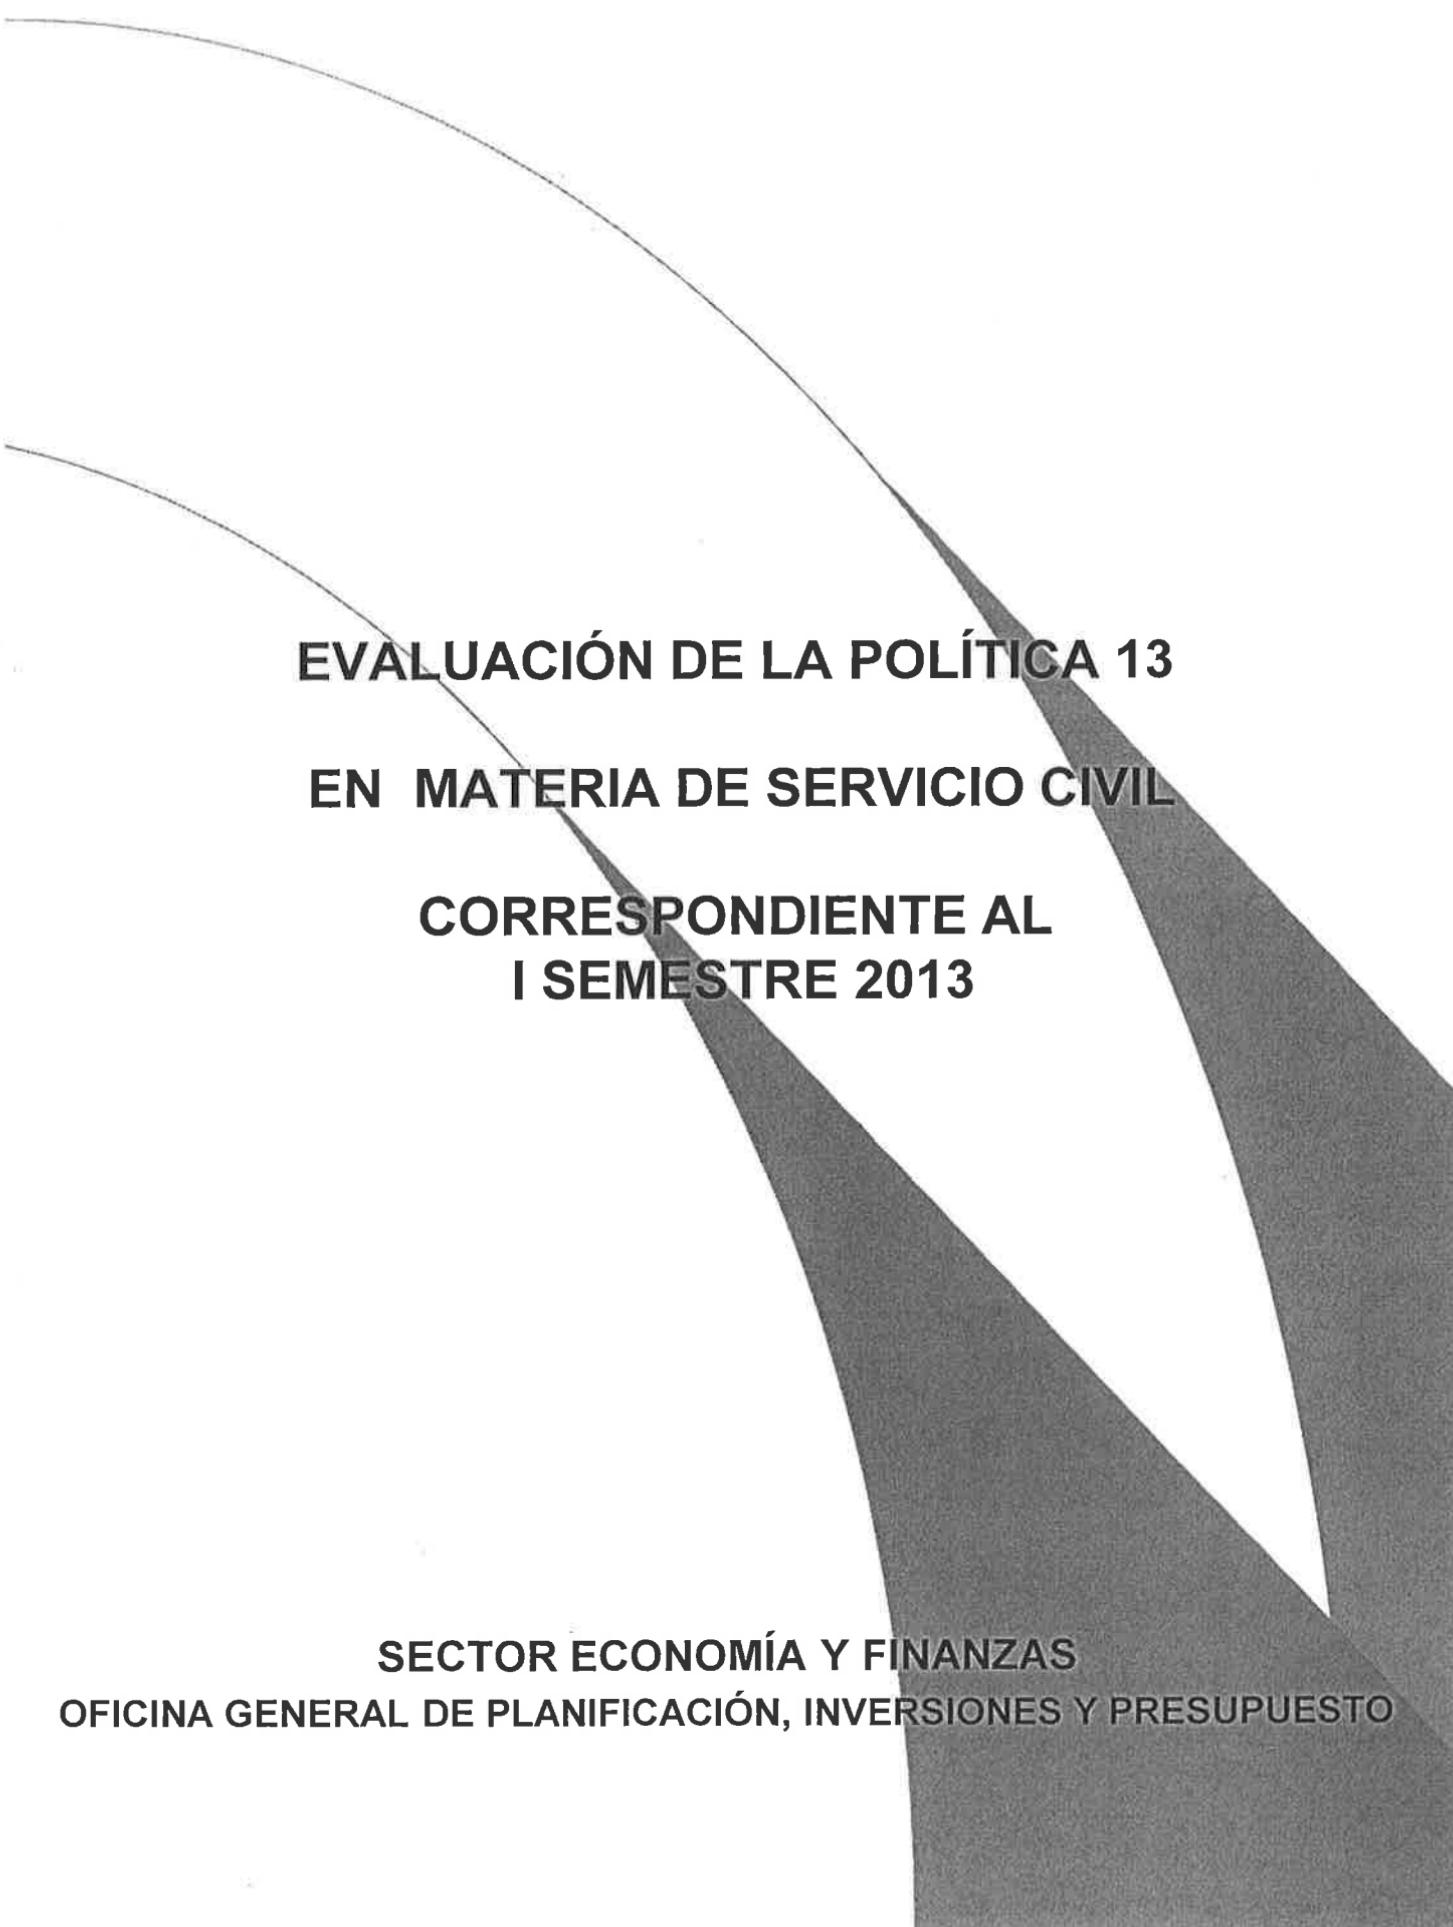 EVALUACIÓN DE LA POLÍTICA 13
EN MATERIA DE SERVICIO CIVIL
CORRESPONDIENTE AL
I SEMESTRE 2013
SECTOR ECONOMÍA Y FINANZAS
OFICINA GENERAL DE PLANIFICACIÓN, INVERSIONES Y PRESUPUESTO